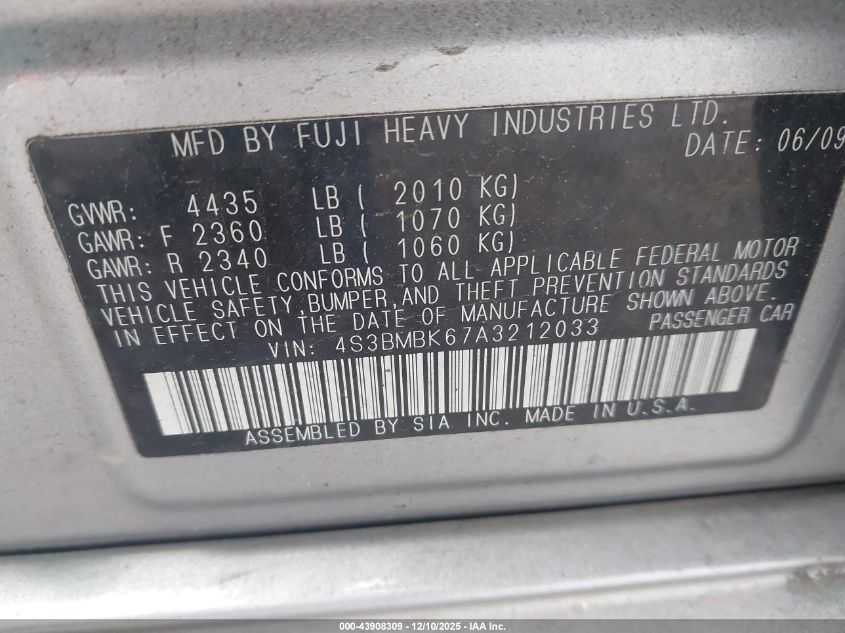 MFD BY FUJI HEAVY INDUSTRIES LTD.
DATE: 06/09
GVWR: 4435 LB ( 2010 KG)
GAWR: F 2360 LB ( 1070 KG)
GAWR: R 2340 LB ( 1060 KG)
THIS VEHICLE CONFORMS TO ALL APPLICABLE FEDERAL MOTOR
VEHICLE SAFETY,BUMPER,AND THEFT PREVENTION STANDARDS
IN EFFECT ON THE DATE OF MANUFACTURE SHOWN ABOVE.
VIN: 4S3BMBK67A3212033 PASSENGER CAR
ASSEMBLED BY SIA INC. MADE IN U.S.A.
000-43908309 - 12/10/2025 - IAA Inc.